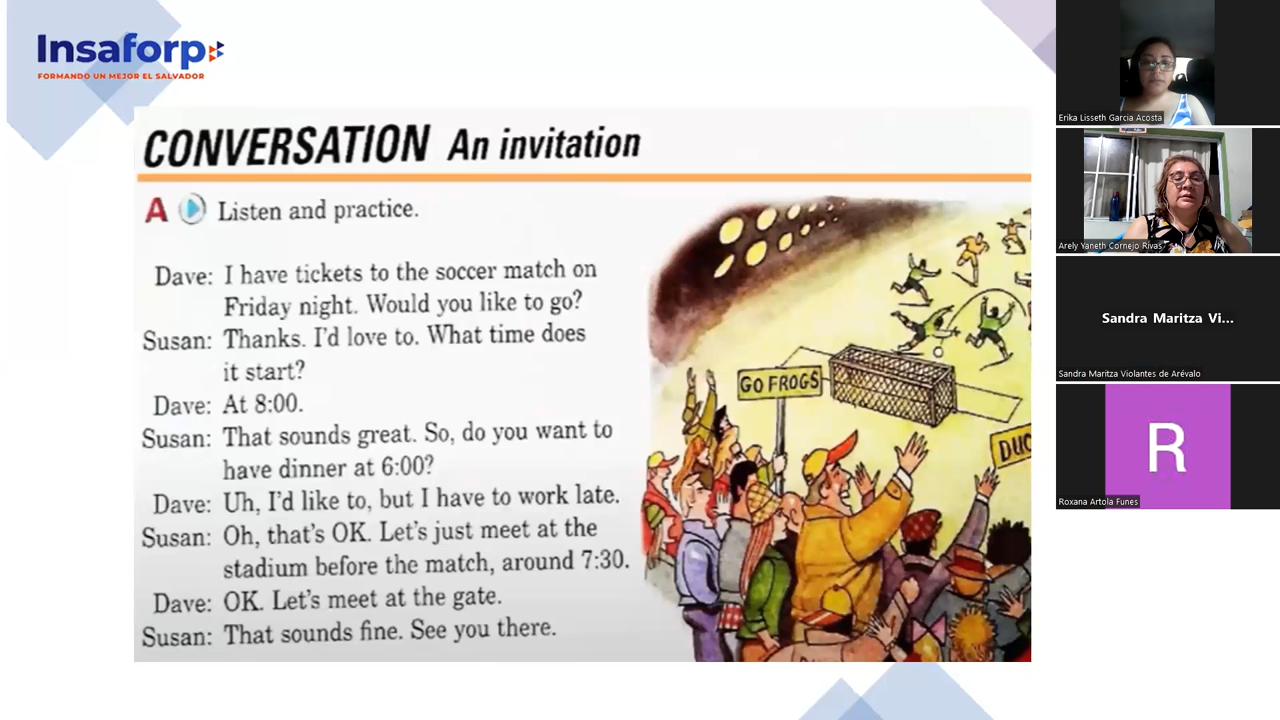 Insaforp
FORMANDO UN MEJOR EL SALVADOR
CONVERSATION An invitation
A Listen and practice.
Dave: I have tickets to the soccer match on
Friday night. Would you like to go?
Susan: Thanks. I'd love to. What time does
it start?
Dave: At 8:00.
Susan: That sounds great. So, do you want to
have dinner at 6:00?
Dave: Uh, I'd like to, but I have to work late.
Susan: Oh, that's OK. Let's just meet at the
stadium before the match, around 7:30.
Dave: OK. Let's meet at the gate.
Susan: That sounds fine. See you there.
GO FROGS
DUC
Erika Lisseth Garcia Acosta
Arely Yaneth Cornejo Rivas
Sandra Maritza Vi...
Sandra Maritza Violantes de Arévalo
R
Roxana Artola Funes